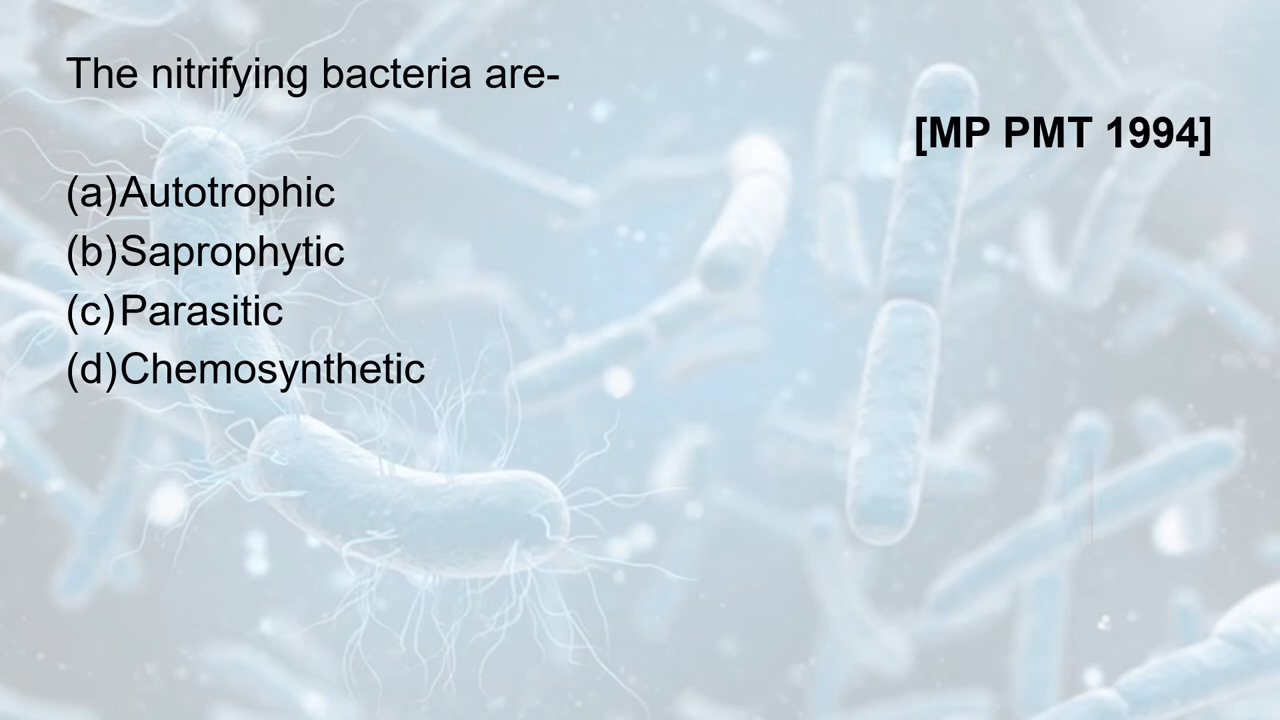 The nitrifying bacteria are-
[MP PMT 1994]
(a)Autotrophic
(b)Saprophytic
(c)Parasitic
(d)Chemosynthetic